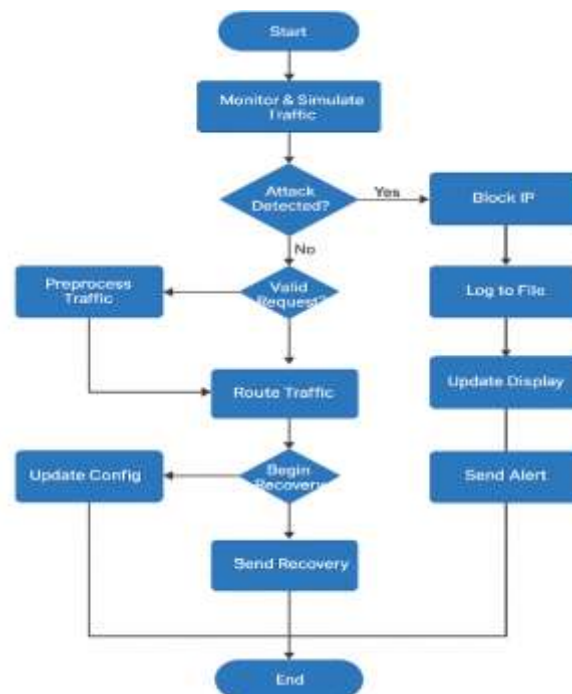 Start
Monitor & Simulate
Traffic
Attack
Detected?
Yes
Block IP
No
Preprocess
Traffic
Valid
Request?
Log to File
Route Traffic
Update Display
Update Config
Begin
Recovery
Send Alert
Send Recovery
End